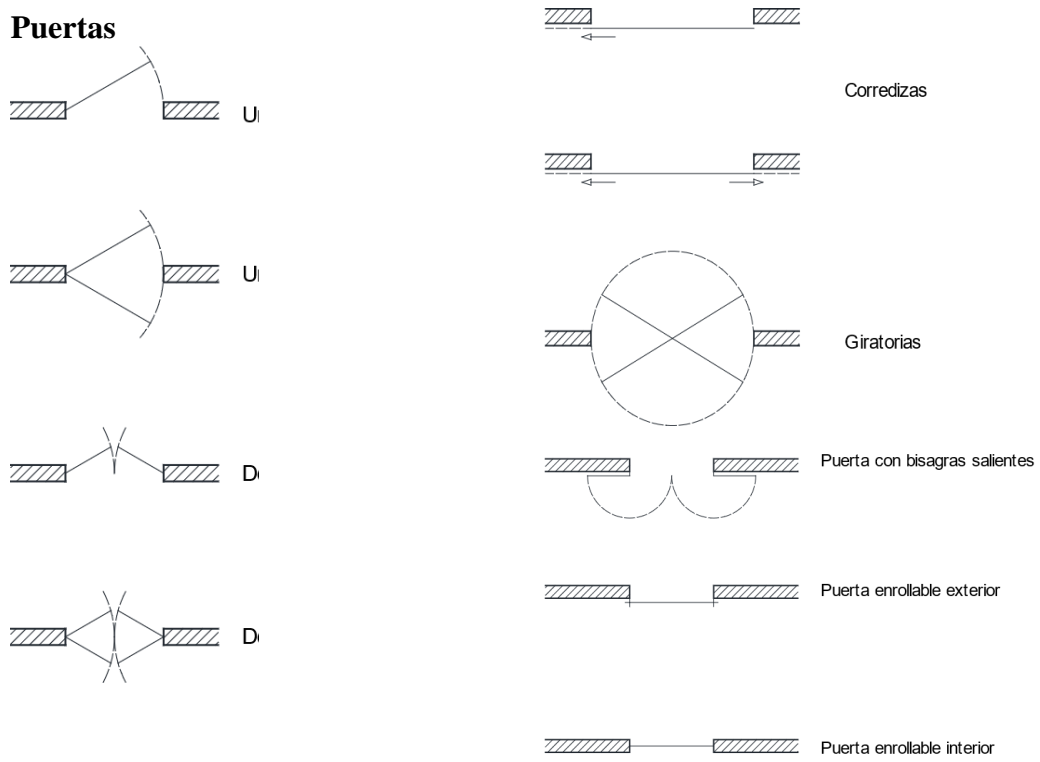 Puertas
Corredizas
Giratorias
Puerta con bisagras salientes
Puerta enrollable exterior
Puerta enrollable interior